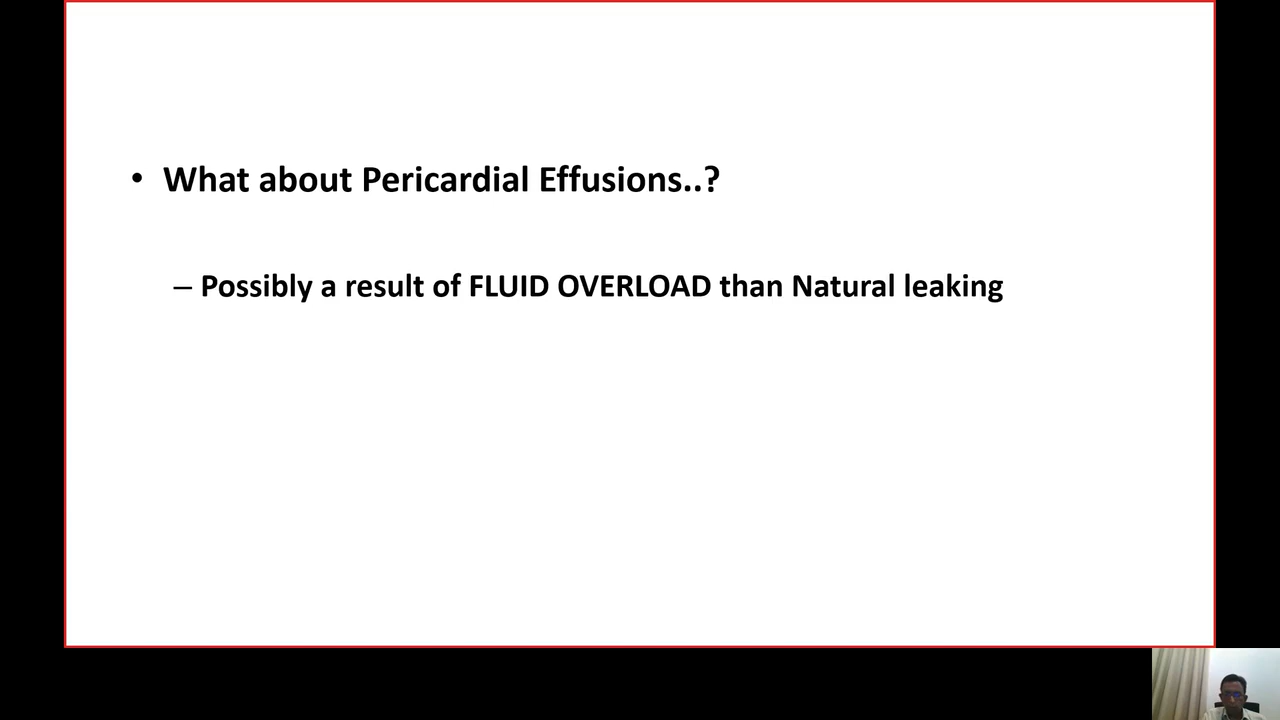 • What about Pericardial Effusions..?
– Possibly a result of FLUID OVERLOAD than Natural leaking